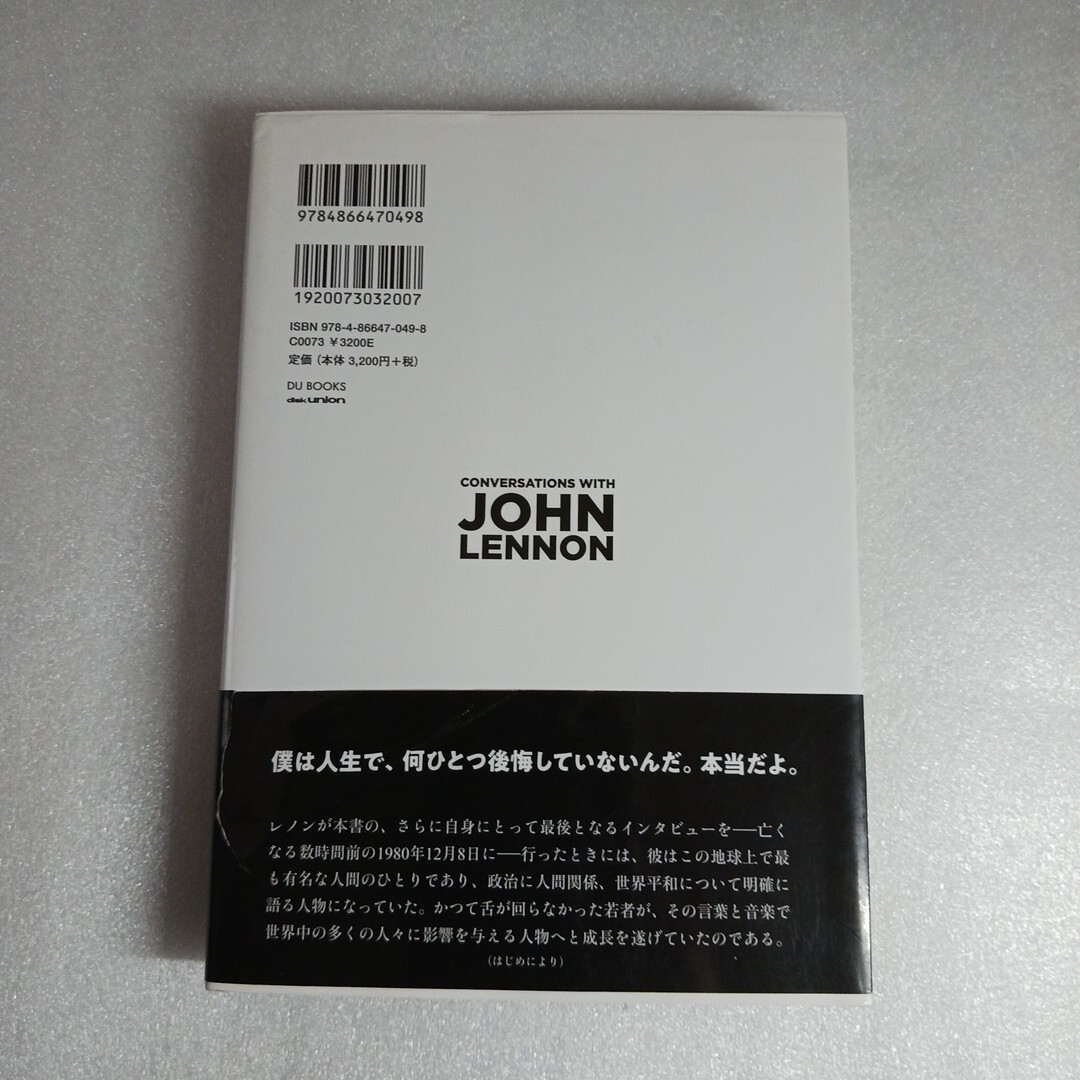 9784866470498
1920073032007
ISBN 978-4-86647-049-8
C0073 ￥3200E
定価（本体 3,200円＋税）
DU BOOKS
disk union
CONVERSATIONS WITH
JOHN
LENNON
僕は人生で、何ひとつ後悔していないんだ。本当だよ。
レノンが本書の、さらに自身にとって最後となるインタビューを──亡く
なる数時間前の1980年12月8日に──行ったときには、彼はこの地球上で最
も有名な人間のひとりであり、政治に人間関係、世界平和について明確に
語る人物になっていた。かつて舌が回らなかった若者が、その言葉と音楽で
世界中の多くの人々に影響を与える人物へと成長を遂げていたのである。
（はじめにより）